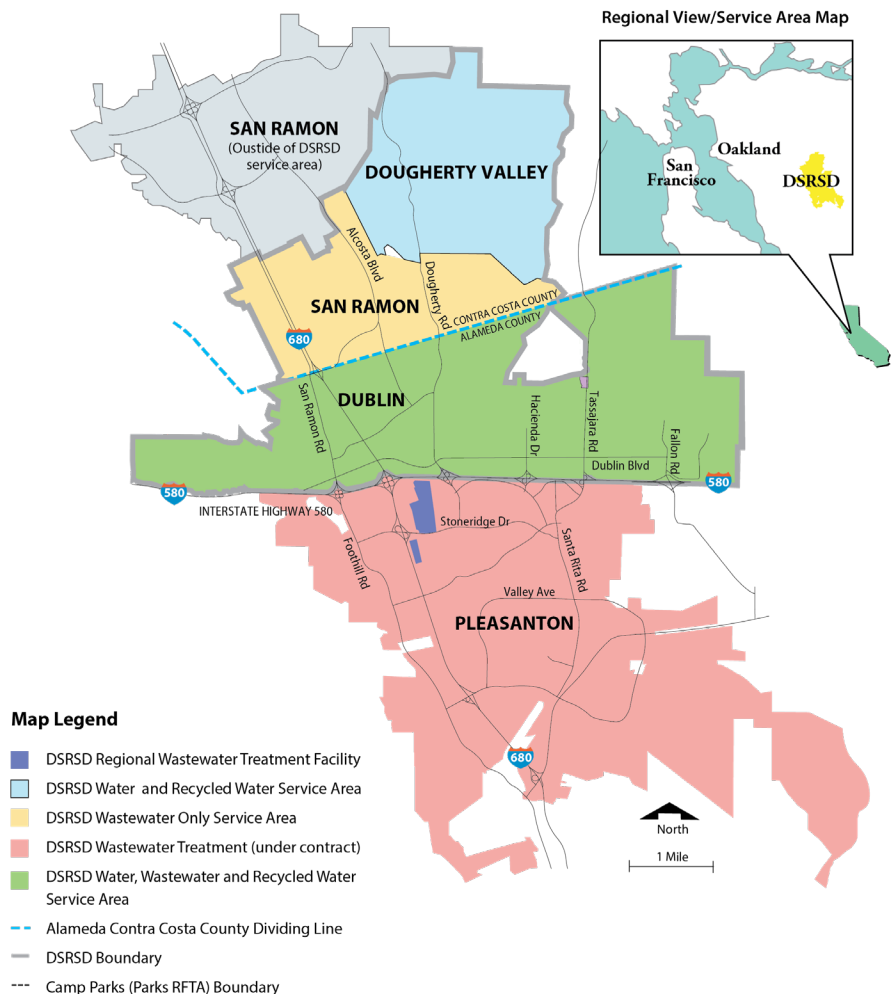 Regional View/Service Area Map
Oakland
San
Francisco
DSRSD
SAN RAMON
(Oustide of DSRSD
service area)
DOUGHERTY VALLEY
Alcosta Blvd
Dougherty Rd
SAN RAMON
CONTRA COSTA COUNTY
ALAMEDA COUNTY
680
DUBLIN
San Ramon Rd
Hacienda Dr
Tassajara Rd
Fallon Rd
Dublin Blvd
580
580
INTERSTATE HIGHWAY 580
Stoneridge Dr
Foothill Rd
Santa Rita Rd
Valley Ave
PLEASANTON
680
North
1 Mile
Map Legend
DSRSD Regional Wastewater Treatment Facility
DSRSD Water and Recycled Water Service Area
DSRSD Wastewater Only Service Area
DSRSD Wastewater Treatment (under contract)
DSRSD Water, Wastewater and Recycled Water
Service Area
Alameda Contra Costa County Dividing Line
DSRSD Boundary
Camp Parks (Parks RFTA) Boundary